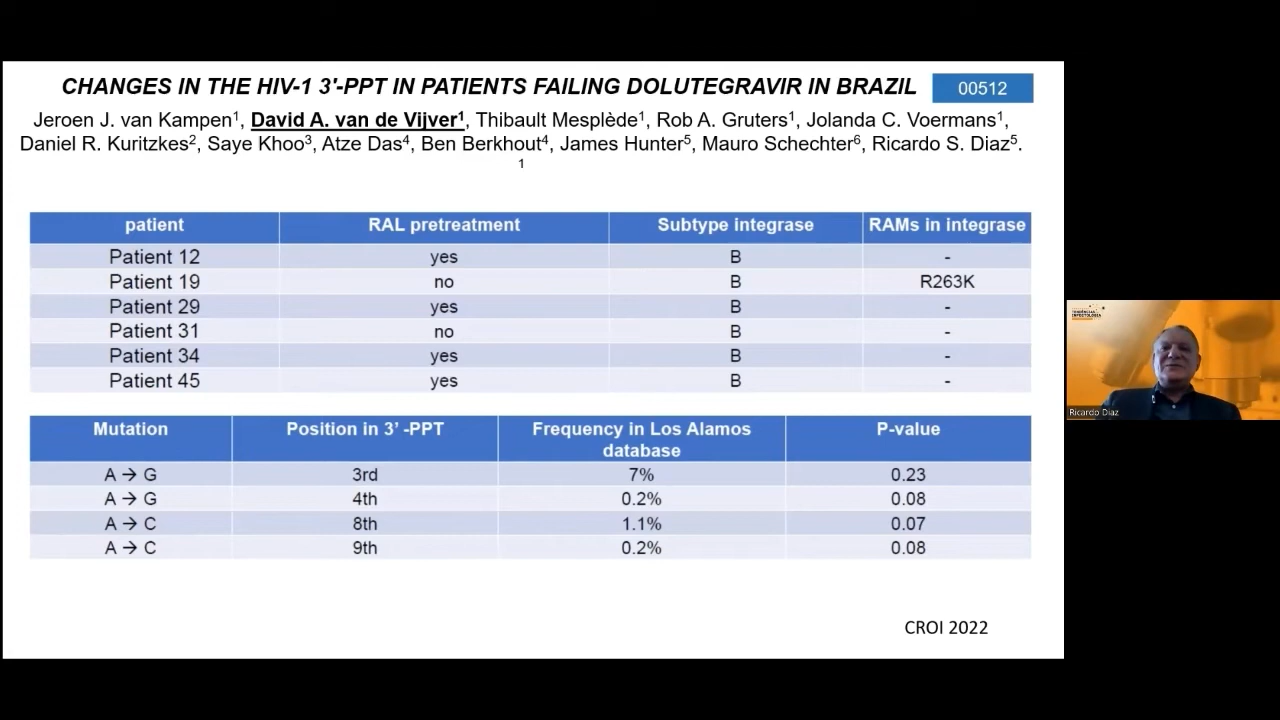 CHANGES IN THE HIV-1 3'-PPT IN PATIENTS FAILING DOLUTEGRAVIR IN BRAZIL
00512
Jeroen J. van Kampen1, David A. van de Vijver1, Thibault Mesplède1, Rob A. Gruters1, Jolanda C. Voermans1,
Daniel R. Kuritzkes2, Saye Khoo3, Atze Das4, Ben Berkhout4, James Hunter5, Mauro Schechter6, Ricardo S. Diaz5.
1
patient RAL pretreatment Subtype integrase RAMs in integrase
Patient 12 yes B -
Patient 19 no B R263K
Patient 29 yes B -
Patient 31 no B -
Patient 34 yes B -
Patient 45 yes B -
Mutation Position in 3' -PPT Frequency in Los Alamos database P-value
A → G 3rd 7% 0.23
A → G 4th 0.2% 0.08
A → C 8th 1.1% 0.07
A → C 9th 0.2% 0.08
CROI 2022
TENDÊNCIAS
INFECTOLOGIA
Ricardo Diaz